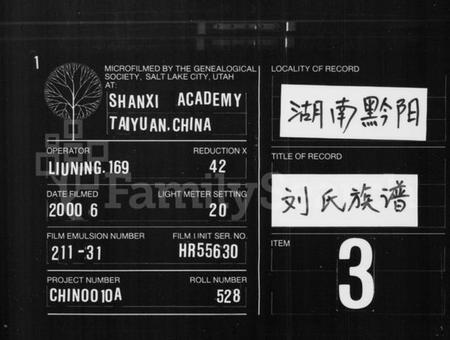 1
MICROFILMED BY THE GENEALOGICAL
SOCIETY, SALT LAKE CITY, UTAH
AT:
SHANXI ACADEMY
TAIYUAN.CHINA
OPERATOR REDUCTION X
LIUNING.169 42
DATE FILMED LIGHT METER SETTING
2000 6 20
FILM EMULSION NUMBER FILM UNIT SER. NO.
211-31 HR55630
PROJECT NUMBER ROLL NUMBER
CHIN0010A 528
LOCALITY OF RECORD
湖南黔阳
TITLE OF RECORD
刘氏族谱
ITEM
3